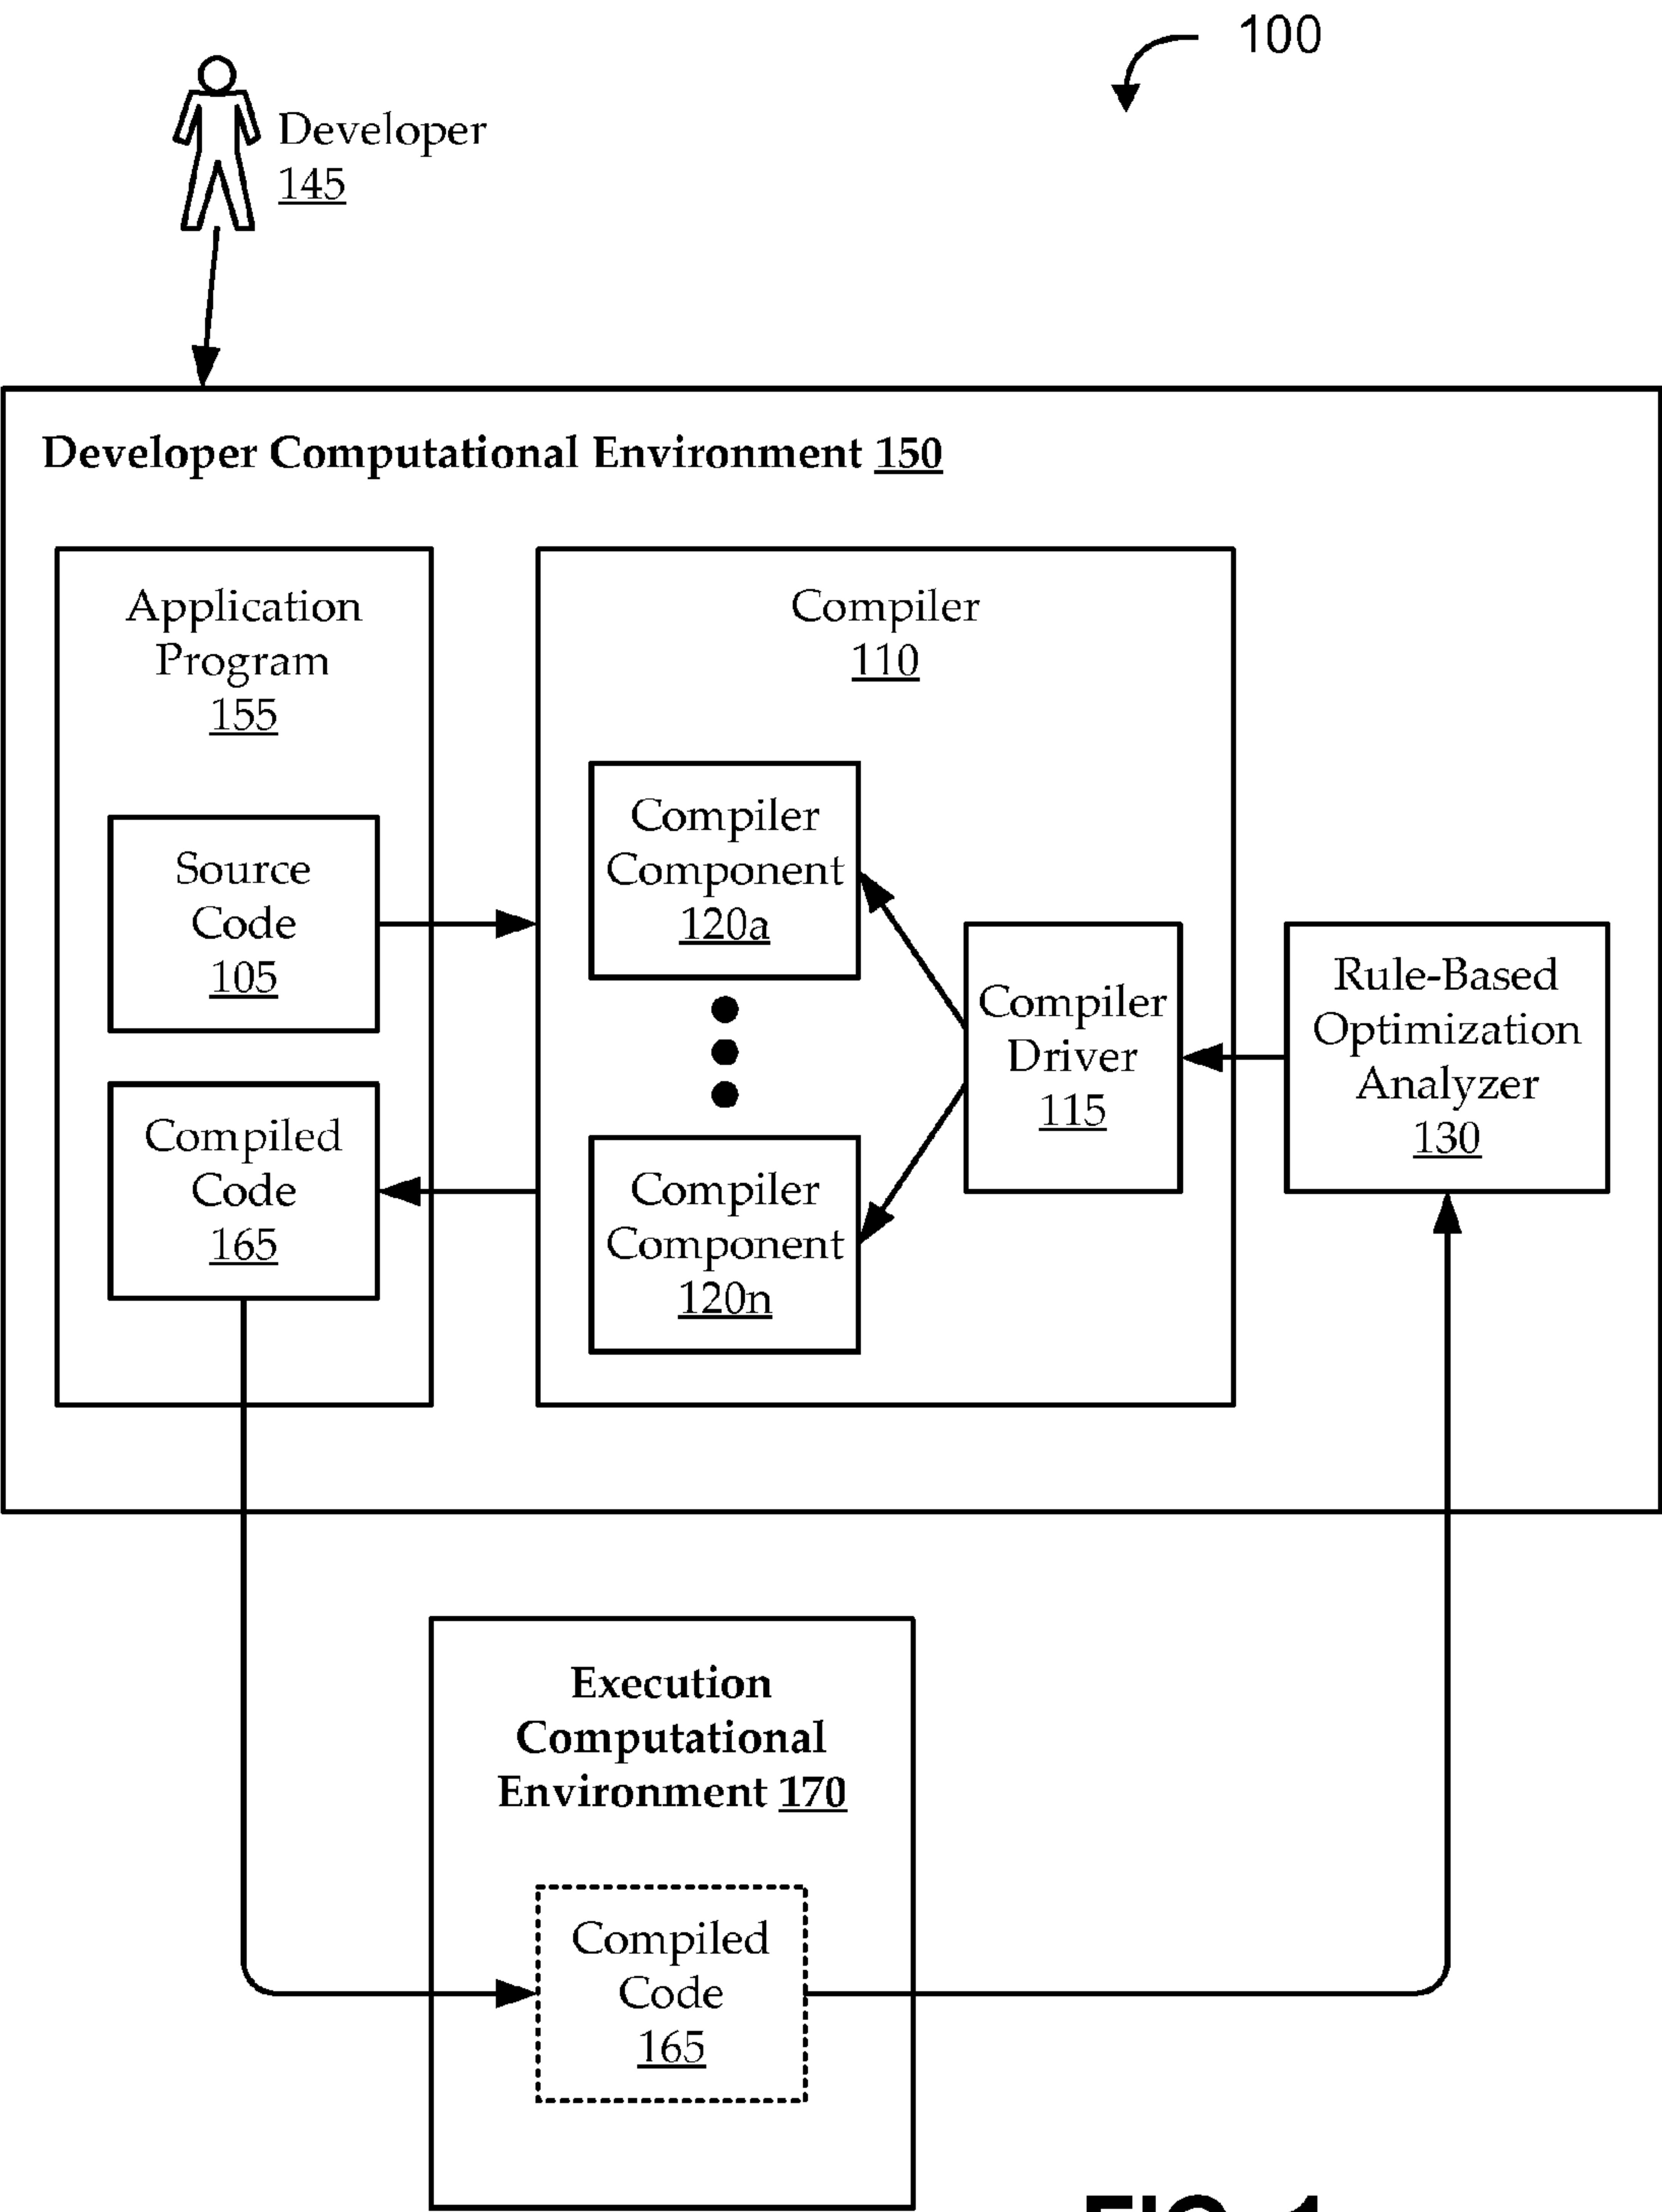 100
Developer
145
Developer Computational Environment 150
Application
Program
155
Source
Code
105
Compiled
Code
165
Compiler
110
Compiler
Component
120a
Compiler
Component
120n
Compiler
Driver
115
Rule-Based
Optimization
Analyzer
130
Execution
Computational
Environment 170
Compiled
Code
165
FIG. 1